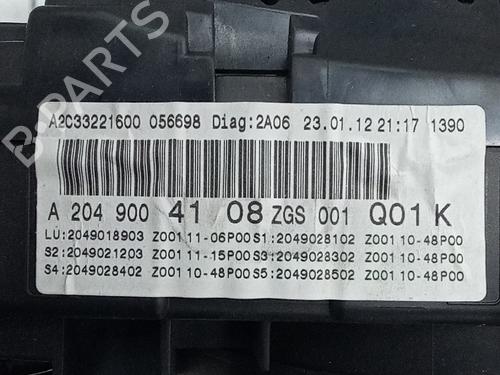 A2C33221600 056698 Diag:2A06 23.01.12 21:17 1390
A 204 900 41 08 ZGS 001 Q01 K
LU:2049018903 Z001 11-06P00 S1:2049028102 Z001 10-48P00
S2:2049021203 Z001 11-15P00 S3:2049028302 Z001 10-48P00
S4:2049028402 Z001 10-48P00 S5:2049028502 Z001 10-48P00
B-PARTS